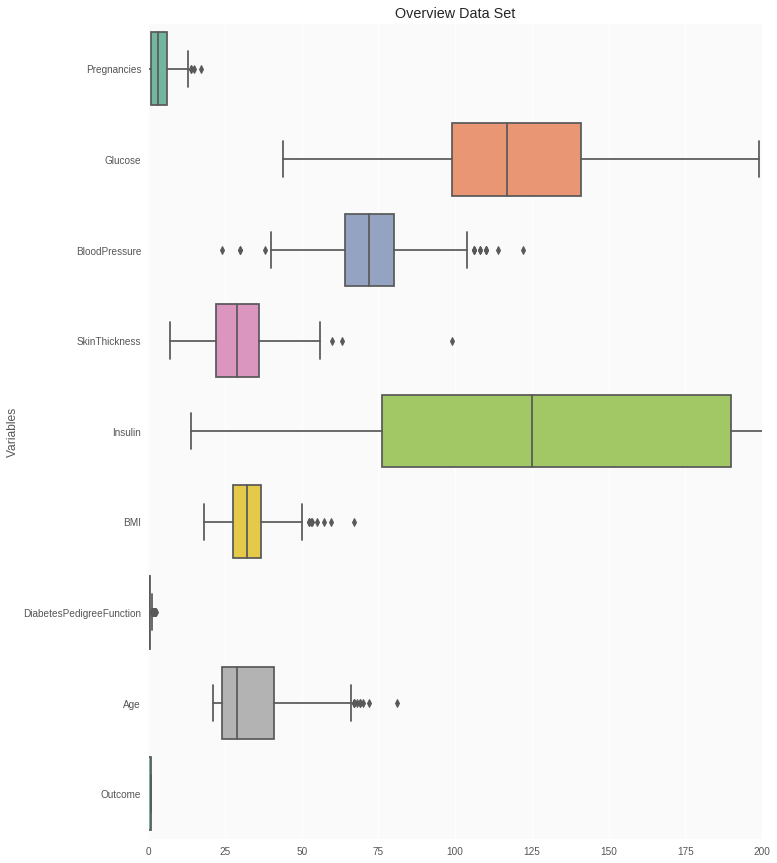 Overview Data Set
Pregnancies
Glucose
BloodPressure
SkinThickness
Variables
Insulin
BMI
DiabetesPedigreeFunction
Age
Outcome
0 25 50 75 100 125 150 175 200